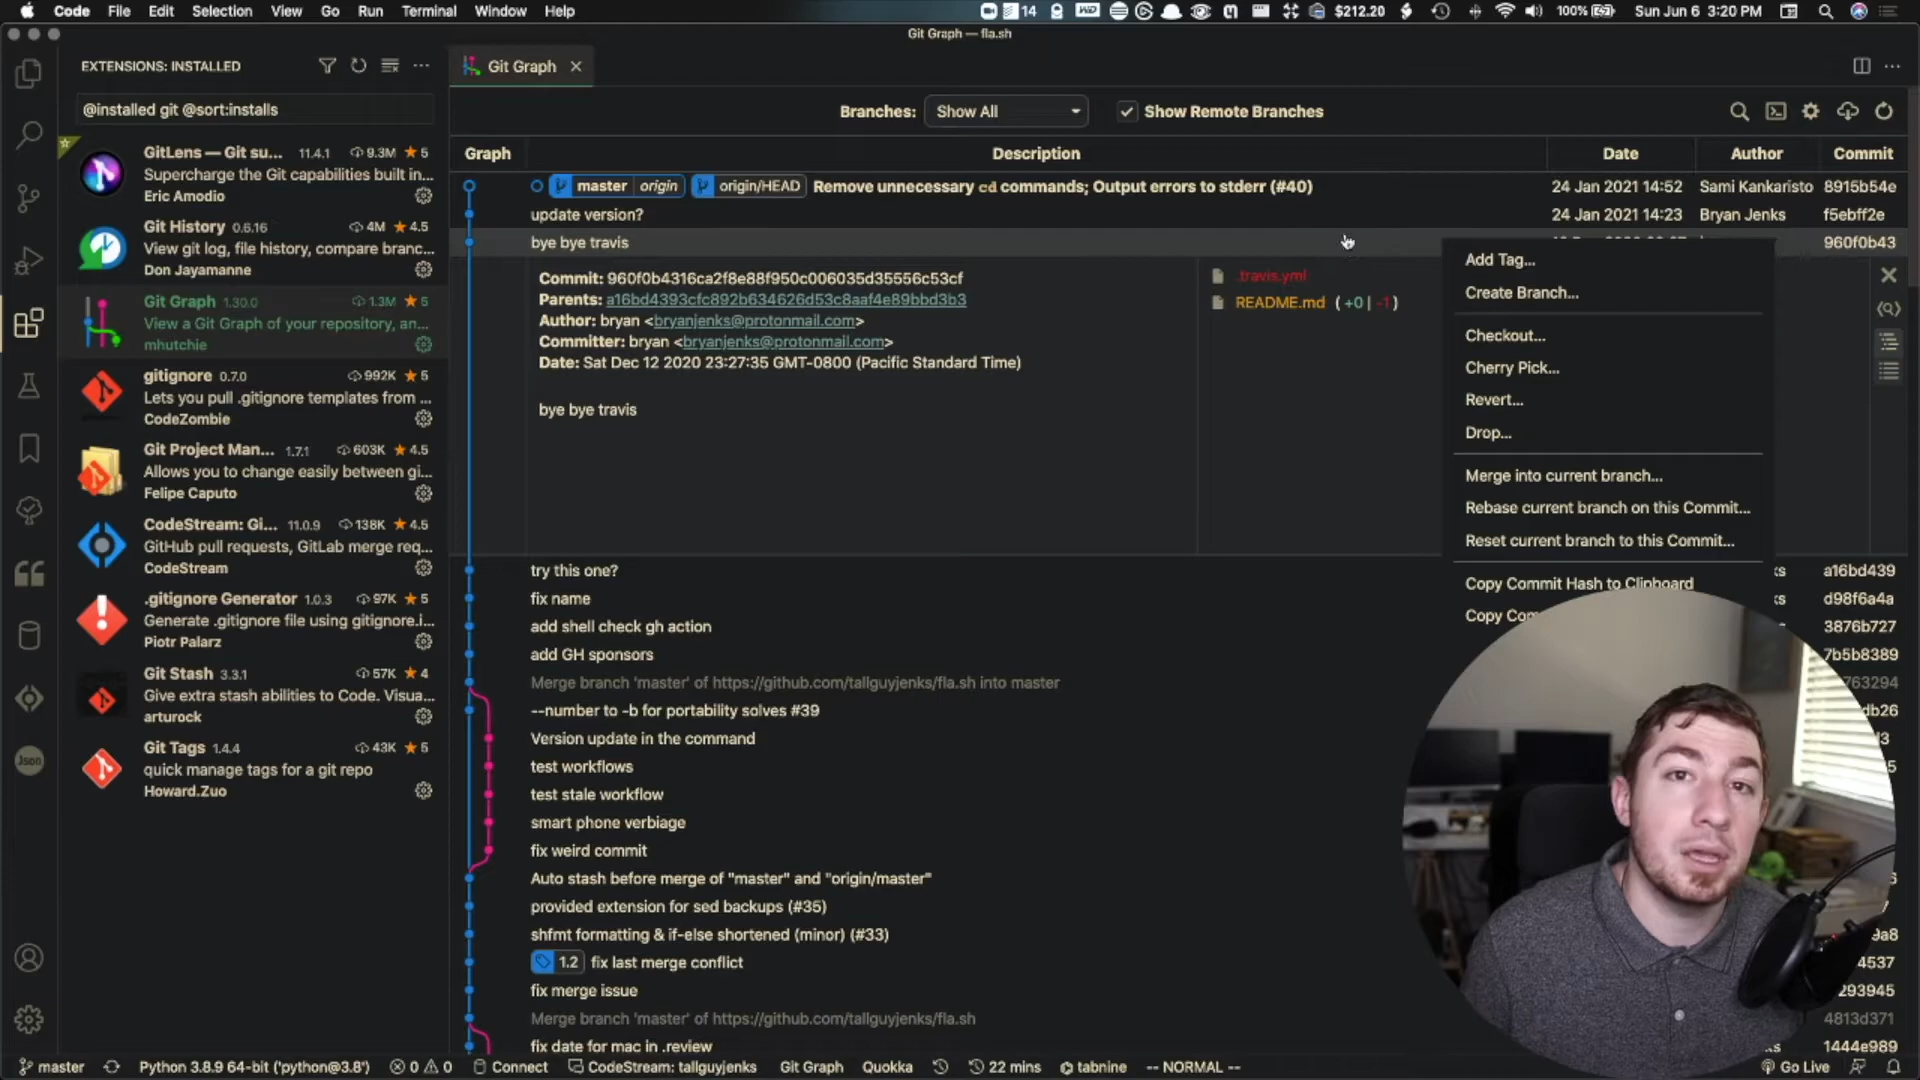 Code File Edit Selection View Go Run Terminal Window Help
14 $212.20 100% Sun Jun 6 3:20 PM
Git Graph — fla.sh
EXTENSIONS: INSTALLED
@installed git @sort:installs
GitLens — Git su... 11.4.1 9.3M 5
Supercharge the Git capabilities built in...
Eric Amodio
Git History 0.6.16 4M 4.5
View git log, file history, compare branc...
Don Jayamanne
Git Graph 1.30.0 1.3M 5
View a Git Graph of your repository, an...
mhutchie
gitignore 0.7.0 992K 5
Lets you pull .gitignore templates from ...
CodeZombie
Git Project Man... 1.7.1 603K 4.5
Allows you to change easily between gi...
Felipe Caputo
CodeStream: Gi... 11.0.9 138K 4.5
GitHub pull requests, GitLab merge req...
CodeStream
.gitignore Generator 1.0.3 97K 5
Generate .gitignore file using gitignore.i...
Piotr Palarz
Git Stash 3.3.1 57K 4
Give extra stash abilities to Code. Visua...
arturock
Git Tags 1.4.4 43K 5
quick manage tags for a git repo
Howard.Zuo
Json
Git Graph
Branches: Show All Show Remote Branches
Graph Description Date Author Commit
master origin origin/HEAD Remove unnecessary cd commands; Output errors to stderr (#40) 24 Jan 2021 14:52 Sami Kankaristo 8915b54e
update version? 24 Jan 2021 14:23 Bryan Jenks f5ebff2e
bye bye travis 960f0b43
Commit: 960f0b4316ca2f8e88f950c006035d35556c53cf
Parents: a16bd4393cfc892b634626d53c8aaf4e89bbd3b3
Author: bryan <bryanjenks@protonmail.com>
Committer: bryan <bryanjenks@protonmail.com>
Date: Sat Dec 12 2020 23:27:35 GMT-0800 (Pacific Standard Time)
bye bye travis
.travis.yml
README.md (+0|-1)
Add Tag...
Create Branch...
Checkout...
Cherry Pick...
Revert...
Drop...
Merge into current branch...
Rebase current branch on this Commit...
Reset current branch to this Commit...
Copy Commit Hash to Clipboard
Copy Com
try this one? ks a16bd439
fix name ks d98f6a4a
add shell check gh action 3876b727
add GH sponsors 7b5b8389
Merge branch 'master' of https://github.com/tallguyjenks/fla.sh into master 763294
--number to -b for portability solves #39 db26
Version update in the command
test workflows
test stale workflow
smart phone verbiage
fix weird commit
Auto stash before merge of "master" and "origin/master"
provided extension for sed backups (#35)
shfmt formatting & if-else shortened (minor) (#33) 9a8
1.2 fix last merge conflict 4537
fix merge issue 293945
Merge branch 'master' of https://github.com/tallguyjenks/fla.sh 4813d371
fix date for mac in .review ks 1444e989
master Python 3.8.9 64-bit ('python@3.8') 0 0 Connect CodeStream: tallguyjenks Git Graph Quokka 22 mins tabnine -- NORMAL -- Go Live